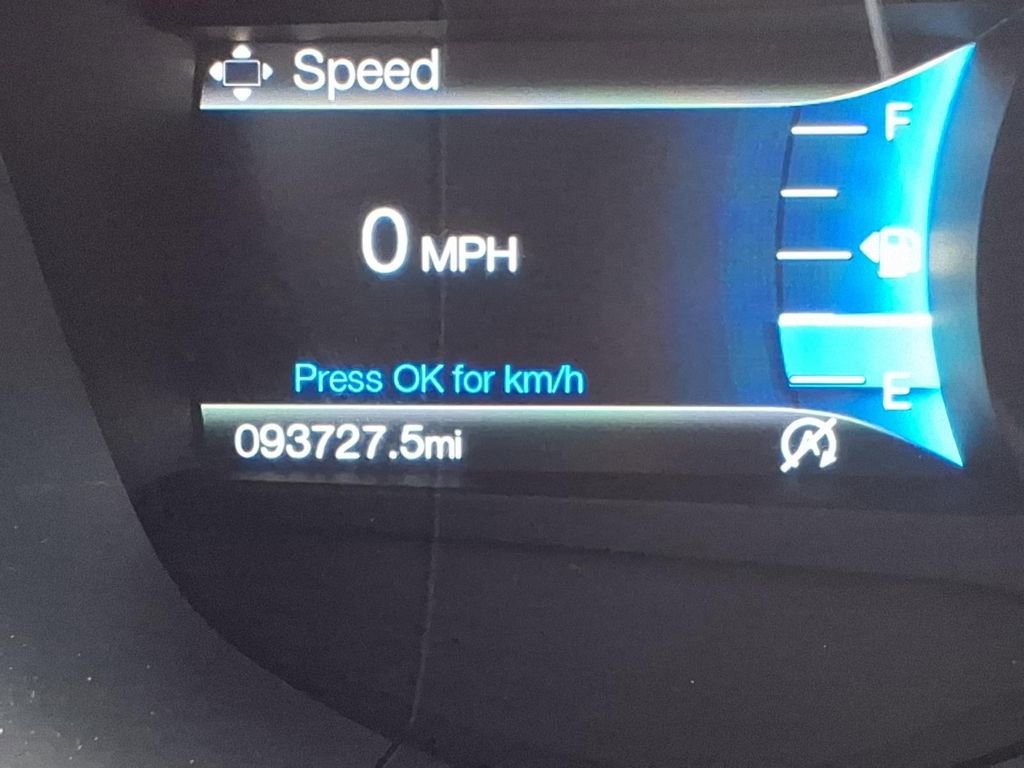 Speed
F
0 MPH
Press OK for km/h
E
093727.5mi
A